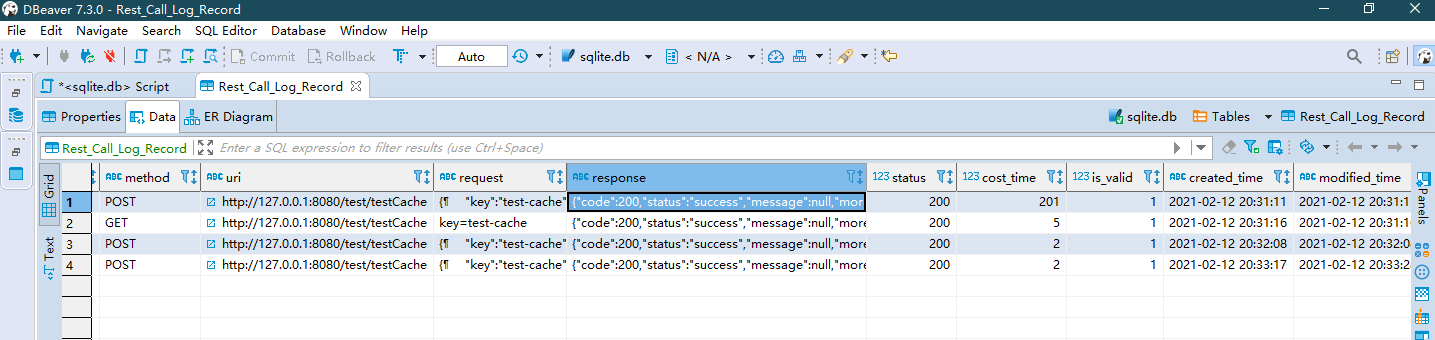 DBeaver 7.3.0 - Rest_Call_Log_Record
File Edit Navigate Search SQL Editor Database Window Help
Commit Rollback Auto sqlite.db < N/A >
*<sqlite.db> Script Rest_Call_Log_Record
Properties Data ER Diagram sqlite.db Tables Rest_Call_Log_Record
Rest_Call_Log_Record Enter a SQL expression to filter results (use Ctrl+Space)
Grid
Text
Panels
ABC method ABC uri ABC request ABC response 123 status 123 cost_time 123 is_valid ABC created_time ABC modified_time
1 POST http://127.0.0.1:8080/test/testCache {¶ "key":"test-cache" {"code":200,"status":"success","message":null,"mor 200 201 1 2021-02-12 20:31:11 2021-02-12 20:31:1
2 GET http://127.0.0.1:8080/test/testCache key=test-cache {"code":200,"status":"success","message":null,"more 200 5 1 2021-02-12 20:31:16 2021-02-12 20:31:1
3 POST http://127.0.0.1:8080/test/testCache {¶ "key":"test-cache" {"code":200,"status":"success","message":null,"more 200 2 1 2021-02-12 20:32:08 2021-02-12 20:32:0
4 POST http://127.0.0.1:8080/test/testCache {¶ "key":"test-cache" {"code":200,"status":"success","message":null,"more 200 2 1 2021-02-12 20:33:17 2021-02-12 20:33:2